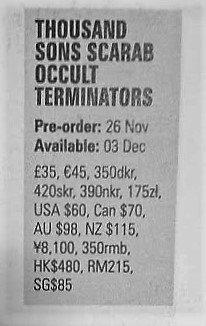 THOUSAND
SONS SCARAB
OCCULT
TERMINATORS
Pre-order: 26 Nov
Available: 03 Dec
£35, €45, 350dkr,
420skr, 390nkr, 175zł,
USA $60, Can $70,
AU $98, NZ $115,
¥8,100, 350rmb,
HK$480, RM215,
SG$85